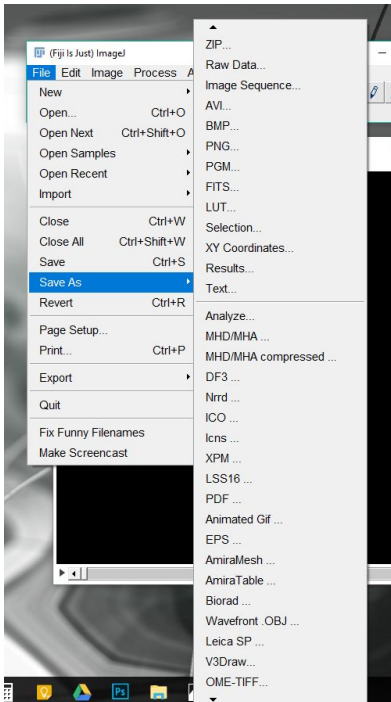 (Fiji Is Just) ImageJ
File Edit Image Process A
New
Open... Ctrl+O
Open Next Ctrl+Shift+O
Open Samples
Open Recent
Import
Close Ctrl+W
Close All Ctrl+Shift+W
Save Ctrl+S
Save As
Revert Ctrl+R
Page Setup...
Print... Ctrl+P
Export
Quit
Fix Funny Filenames
Make Screencast
ZIP...
Raw Data...
Image Sequence...
AVI...
BMP...
PNG...
PGM...
FITS...
LUT...
Selection...
XY Coordinates...
Results...
Text...
Analyze...
MHD/MHA ...
MHD/MHA compressed ...
DF3 ...
Nrrd ...
ICO ...
Icns ...
XPM ...
LSS16 ...
PDF ...
Animated Gif ...
EPS ...
AmiraMesh ...
AmiraTable ...
Biorad ...
Wavefront .OBJ ...
Leica SP ...
V3Draw...
OME-TIFF...
Ps